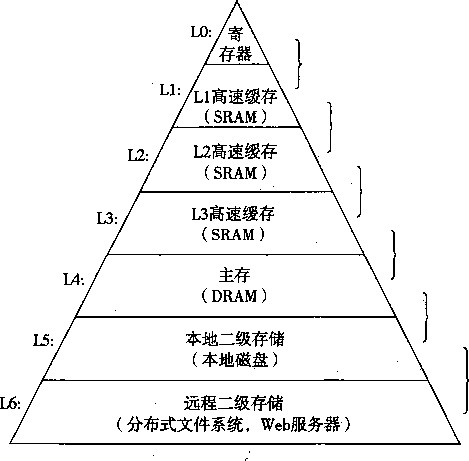 L0:
寄
存器
L1:
L1高速缓存
(SRAM)
L2:
L2高速缓存
(SRAM)
L3:
L3高速缓存
(SRAM)
L4:
主存
(DRAM)
L5:
本地二级存储
(本地磁盘)
L6:
远程二级存储
(分布式文件系统，Web服务器)